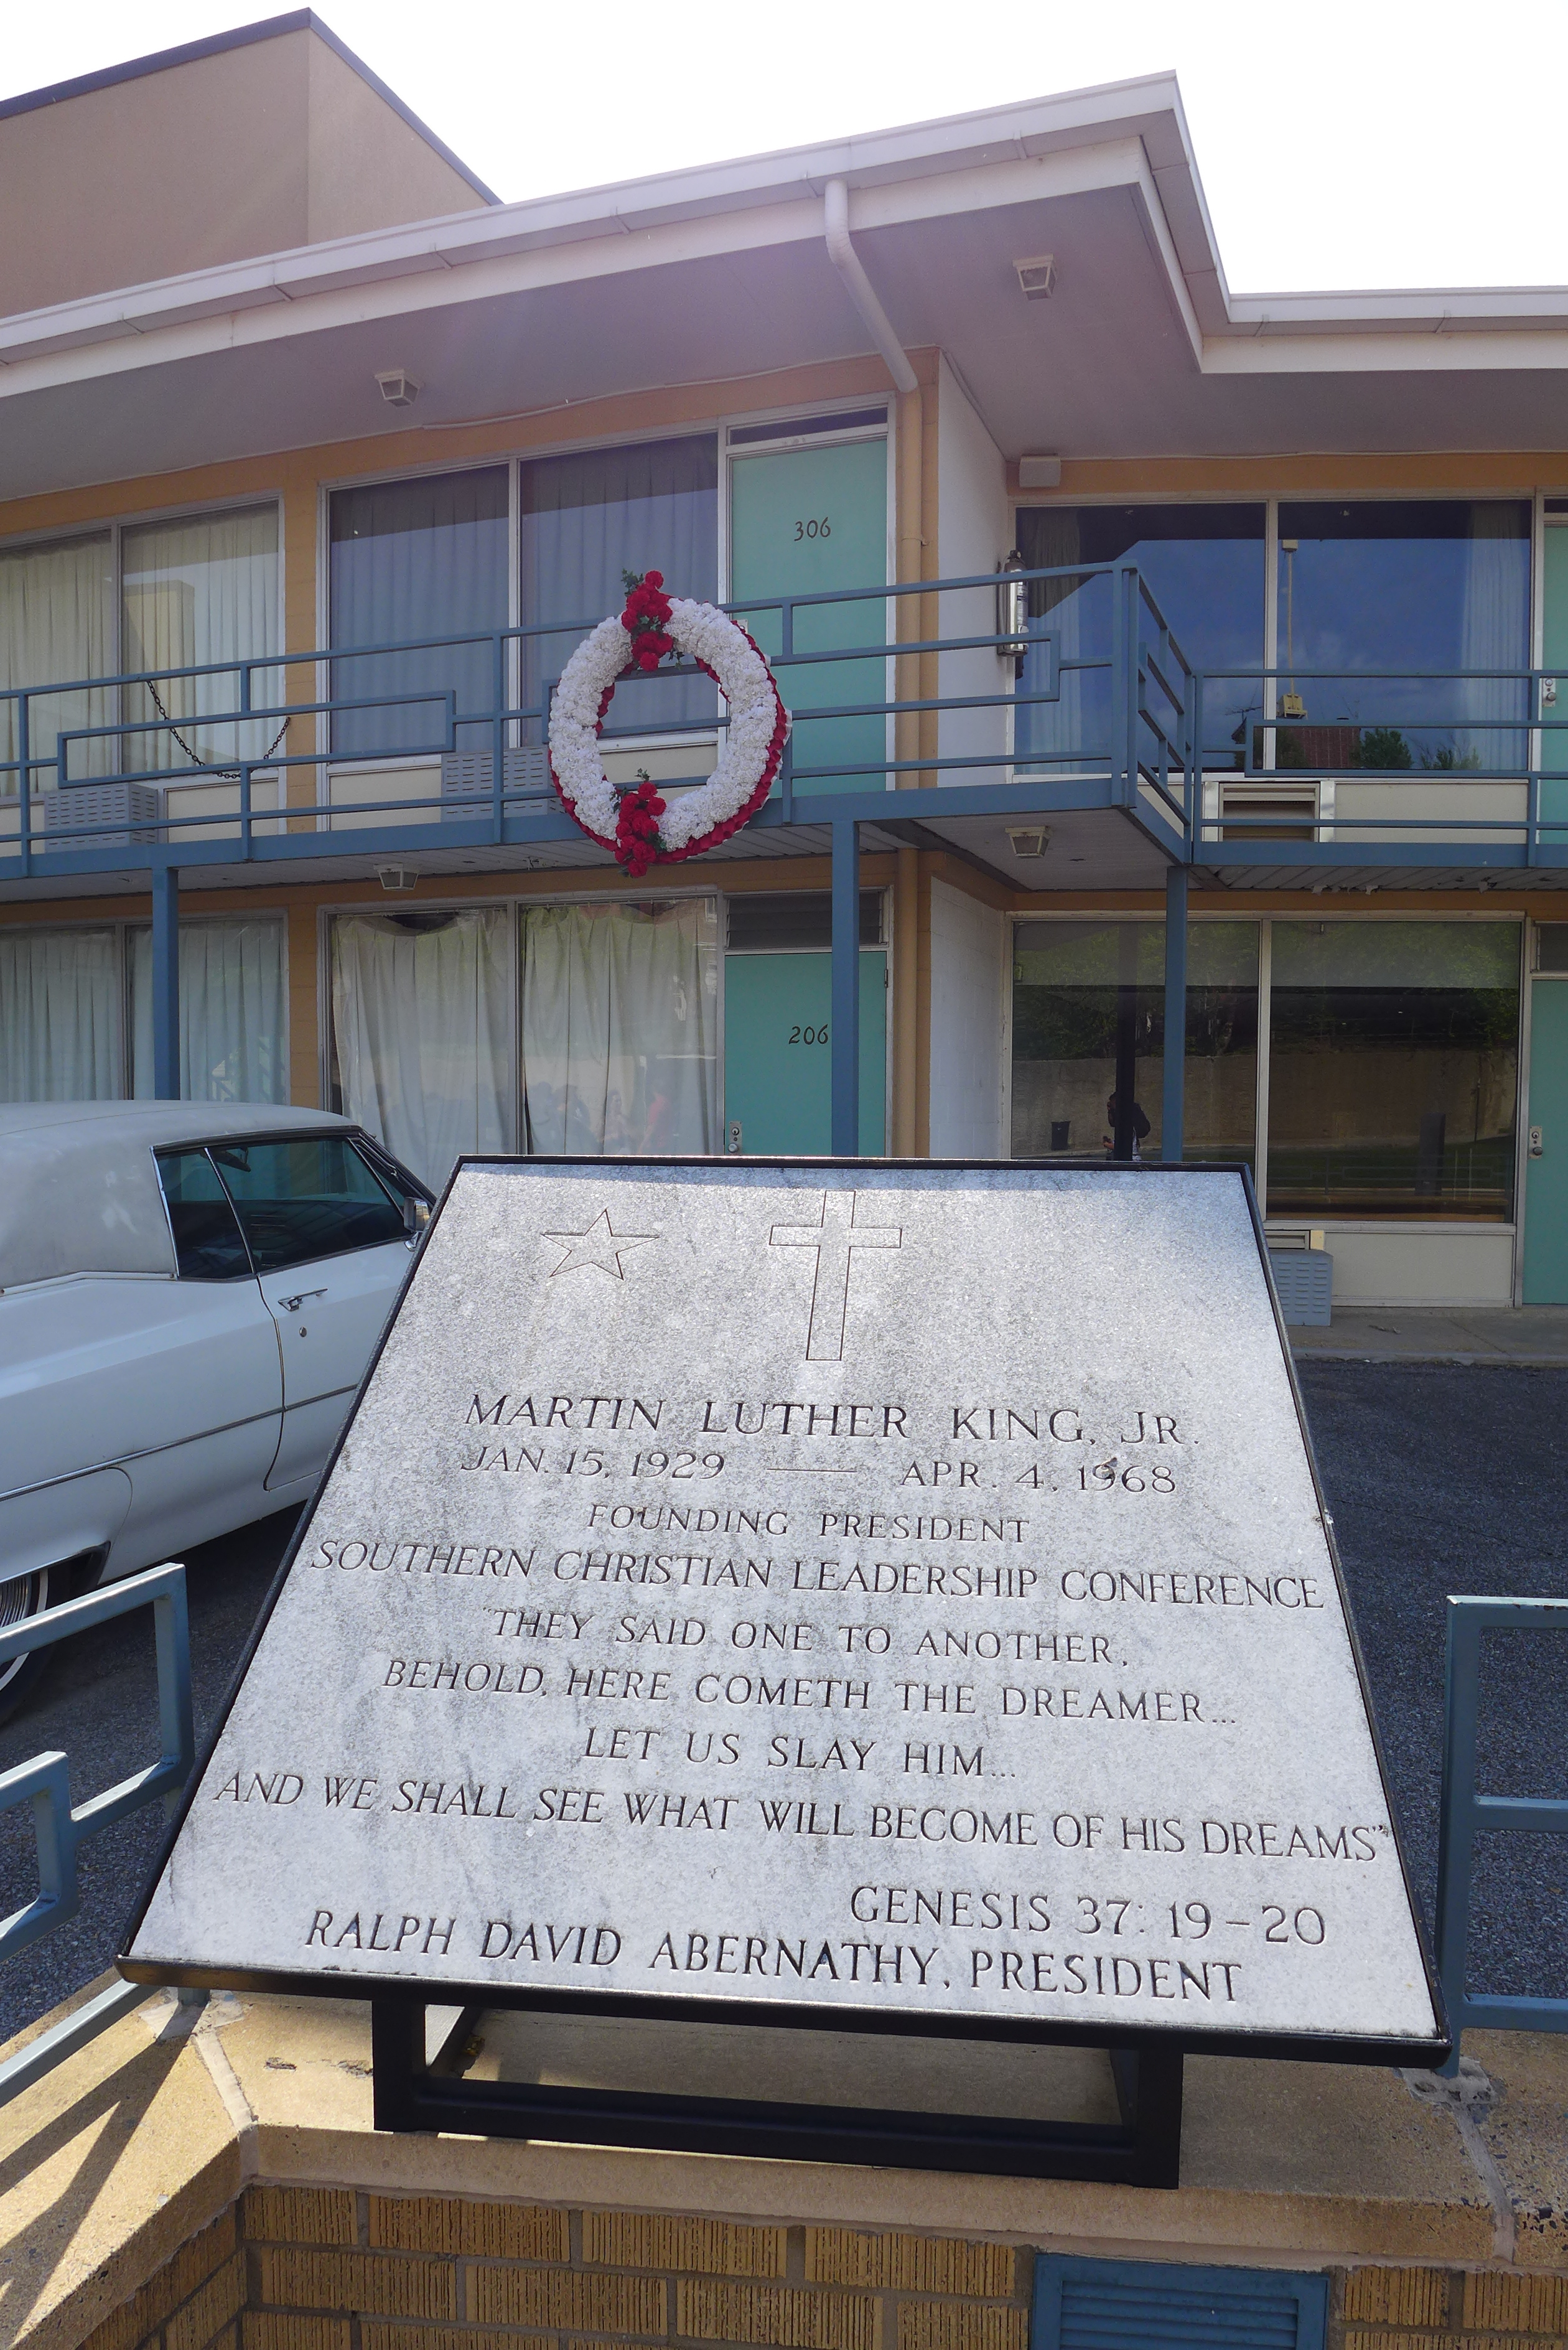 306
206
MARTIN LUTHER KING, JR.
JAN. 15, 1929 — APR. 4, 1968
FOUNDING PRESIDENT
SOUTHERN CHRISTIAN LEADERSHIP CONFERENCE
"THEY SAID ONE TO ANOTHER,
BEHOLD, HERE COMETH THE DREAMER...
LET US SLAY HIM...
AND WE SHALL SEE WHAT WILL BECOME OF HIS DREAMS"
GENESIS 37: 19-20
RALPH DAVID ABERNATHY, PRESIDENT